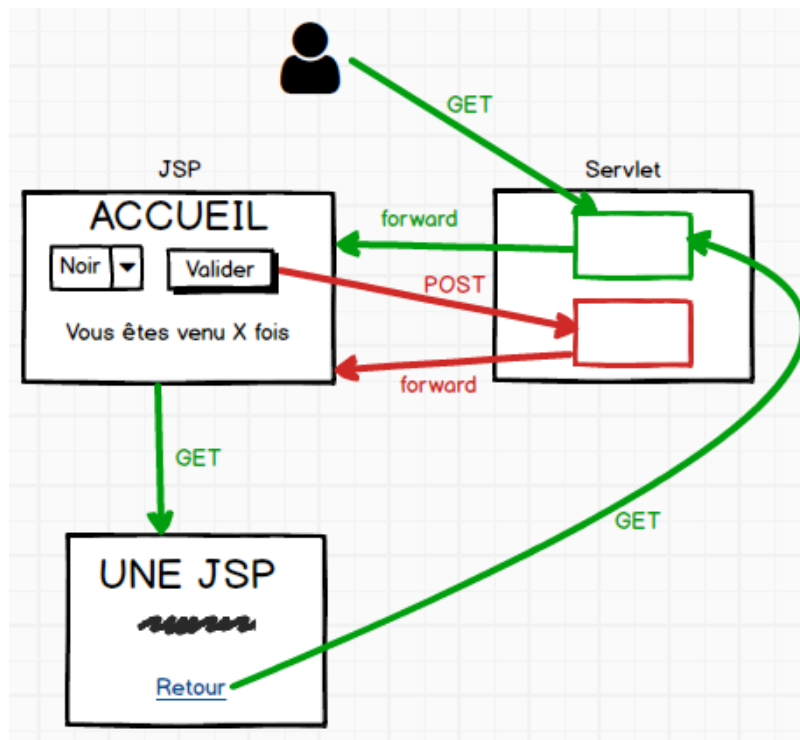 GET
JSP
Servlet
ACCUEIL
forward
Noir
Valider
POST
Vous êtes venu X fois
forward
GET
GET
UNE JSP
Retour